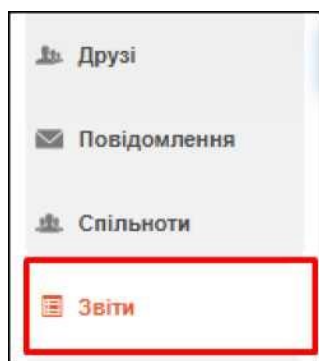 Друзі
Повідомлення
Спільноти
Звіти